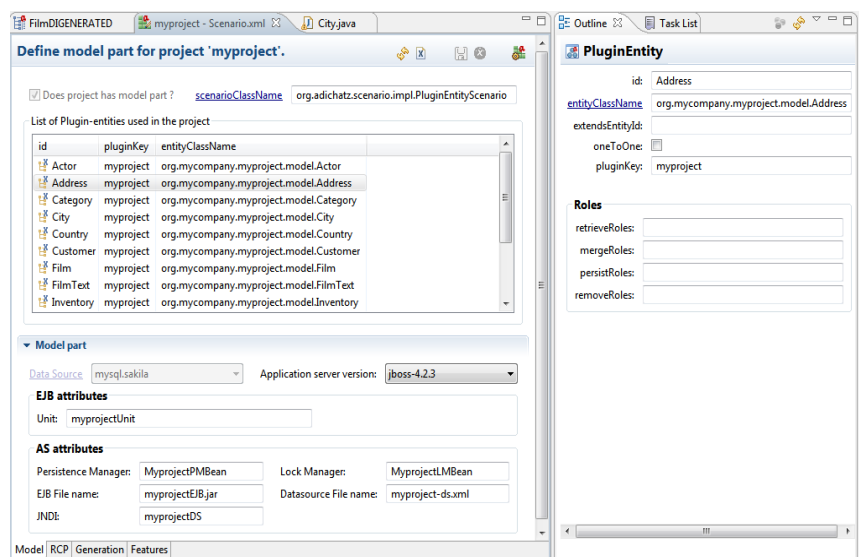 FilmDIGENERATED
myproject - Scenario.xml
City.java
Define model part for project 'myproject'.
Does project has model part ?
scenarioClassName
org.adichatz.scenario.impl.PluginEntityScenario
List of Plugin-entities used in the project
id pluginKey entityClassName
Actor myproject org.mycompany.myproject.model.Actor
Address myproject org.mycompany.myproject.model.Address
Category myproject org.mycompany.myproject.model.Category
City myproject org.mycompany.myproject.model.City
Country myproject org.mycompany.myproject.model.Country
Customer myproject org.mycompany.myproject.model.Customer
Film myproject org.mycompany.myproject.model.Film
FilmText myproject org.mycompany.myproject.model.FilmText
Inventory myproject org.mycompany.myproject.model.Inventory
Model part
Data Source mysql.sakila Application server version: jboss-4.2.3
EJB attributes
Unit: myprojectUnit
AS attributes
Persistence Manager: MyprojectPMBean Lock Manager: MyprojectLMBean
EJB File name: myprojectEJB.jar Datasource File name: myproject-ds.xml
JNDI: myprojectDS
Model RCP Generation Features
Outline Task List
PluginEntity
id: Address
entityClassName org.mycompany.myproject.model.Address
extendsEntityId:
oneToOne:
pluginKey: myproject
Roles
retrieveRoles:
mergeRoles:
persistRoles:
removeRoles: